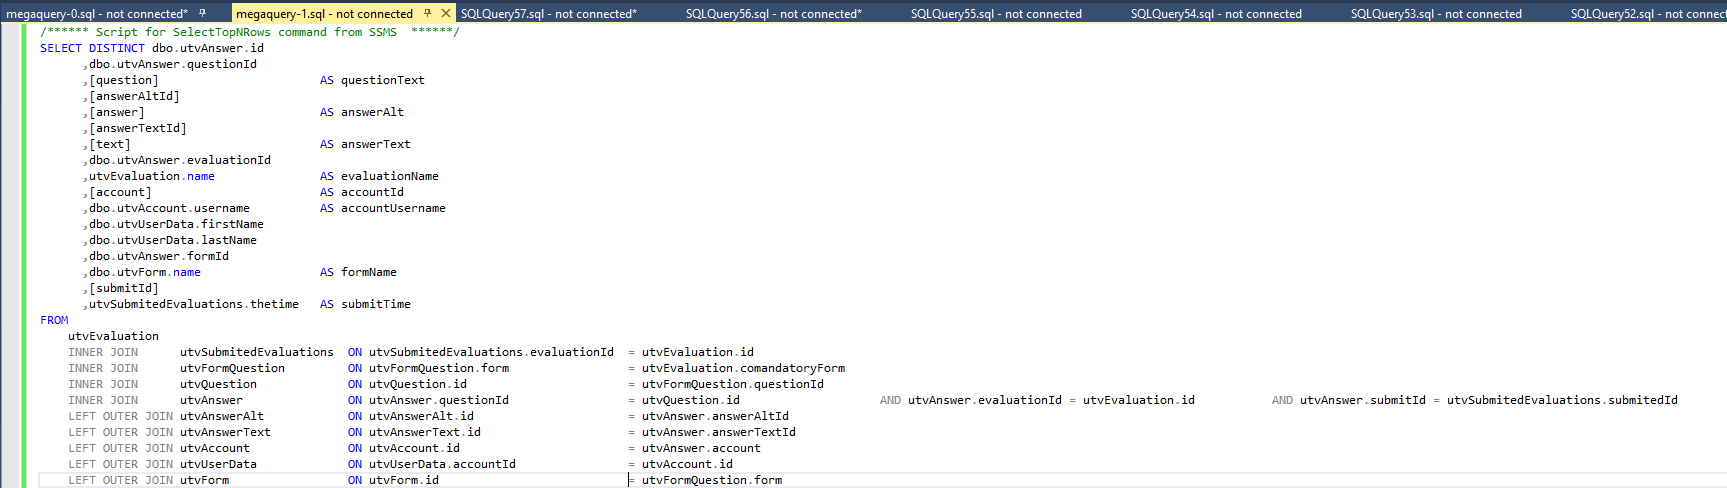 megaquery-0.sql - not connected* megaquery-1.sql - not connected SQLQuery57.sql - not connected* SQLQuery56.sql - not connected* SQLQuery55.sql - not connected SQLQuery54.sql - not connected SQLQuery53.sql - not connected SQLQuery52.sql - not connect
/****** Script for SelectTopNRows command from SSMS ******/
SELECT DISTINCT dbo.utvAnswer.id
,dbo.utvAnswer.questionId
,[question] AS questionText
,[answerAltId]
,[answer] AS answerAlt
,[answerTextId]
,[text] AS answerText
,dbo.utvAnswer.evaluationId
,utvEvaluation.name AS evaluationName
,[account] AS accountId
,dbo.utvAccount.username AS accountUsername
,dbo.utvUserData.firstName
,dbo.utvUserData.lastName
,dbo.utvAnswer.formId
,dbo.utvForm.name AS formName
,[submitId]
,utvSubmitedEvaluations.thetime AS submitTime
FROM
utvEvaluation
INNER JOIN utvSubmitedEvaluations ON utvSubmitedEvaluations.evaluationId = utvEvaluation.id
INNER JOIN utvFormQuestion ON utvFormQuestion.form = utvEvaluation.comandatoryForm
INNER JOIN utvQuestion ON utvQuestion.id = utvFormQuestion.questionId
INNER JOIN utvAnswer ON utvAnswer.questionId = utvQuestion.id AND utvAnswer.evaluationId = utvEvaluation.id AND utvAnswer.submitId = utvSubmitedEvaluations.submitedId
LEFT OUTER JOIN utvAnswerAlt ON utvAnswerAlt.id = utvAnswer.answerAltId
LEFT OUTER JOIN utvAnswerText ON utvAnswerText.id = utvAnswer.answerTextId
LEFT OUTER JOIN utvAccount ON utvAccount.id = utvAnswer.account
LEFT OUTER JOIN utvUserData ON utvUserData.accountId = utvAccount.id
LEFT OUTER JOIN utvForm ON utvForm.id = utvFormQuestion.form